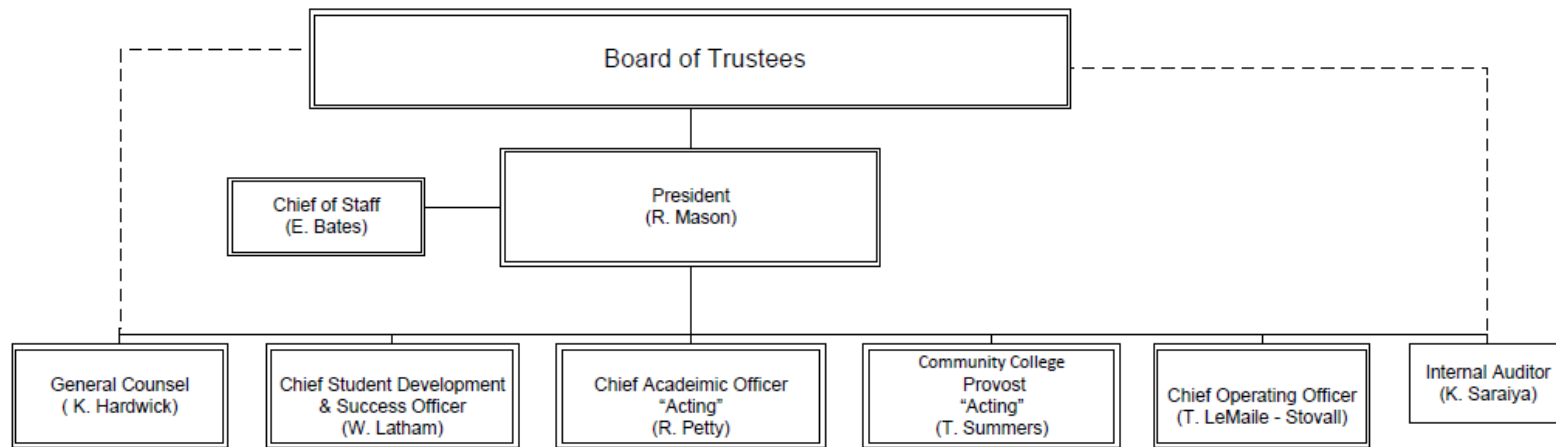 Board of Trustees
President
(R. Mason)
Chief of Staff
(E. Bates)
General Counsel
( K. Hardwick)
Chief Student Development
& Success Officer
(W. Latham)
Chief Acadeimic Officer
“Acting”
(R. Petty)
Community College
Provost
“Acting”
(T. Summers)
Chief Operating Officer
(T. LeMaile - Stovall)
Internal Auditor
(K. Saraiya)